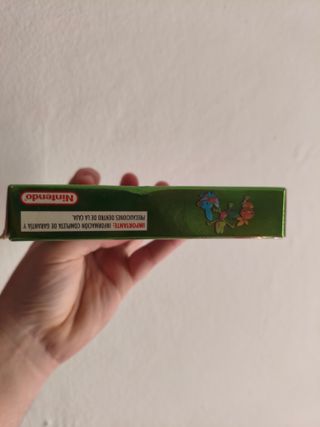 Nintendo
IMPORTANTE: INFORMACIÓN COMPLETA DE GARANTÍA Y
PRECAUCIONES DENTRO DE LA CAJA.